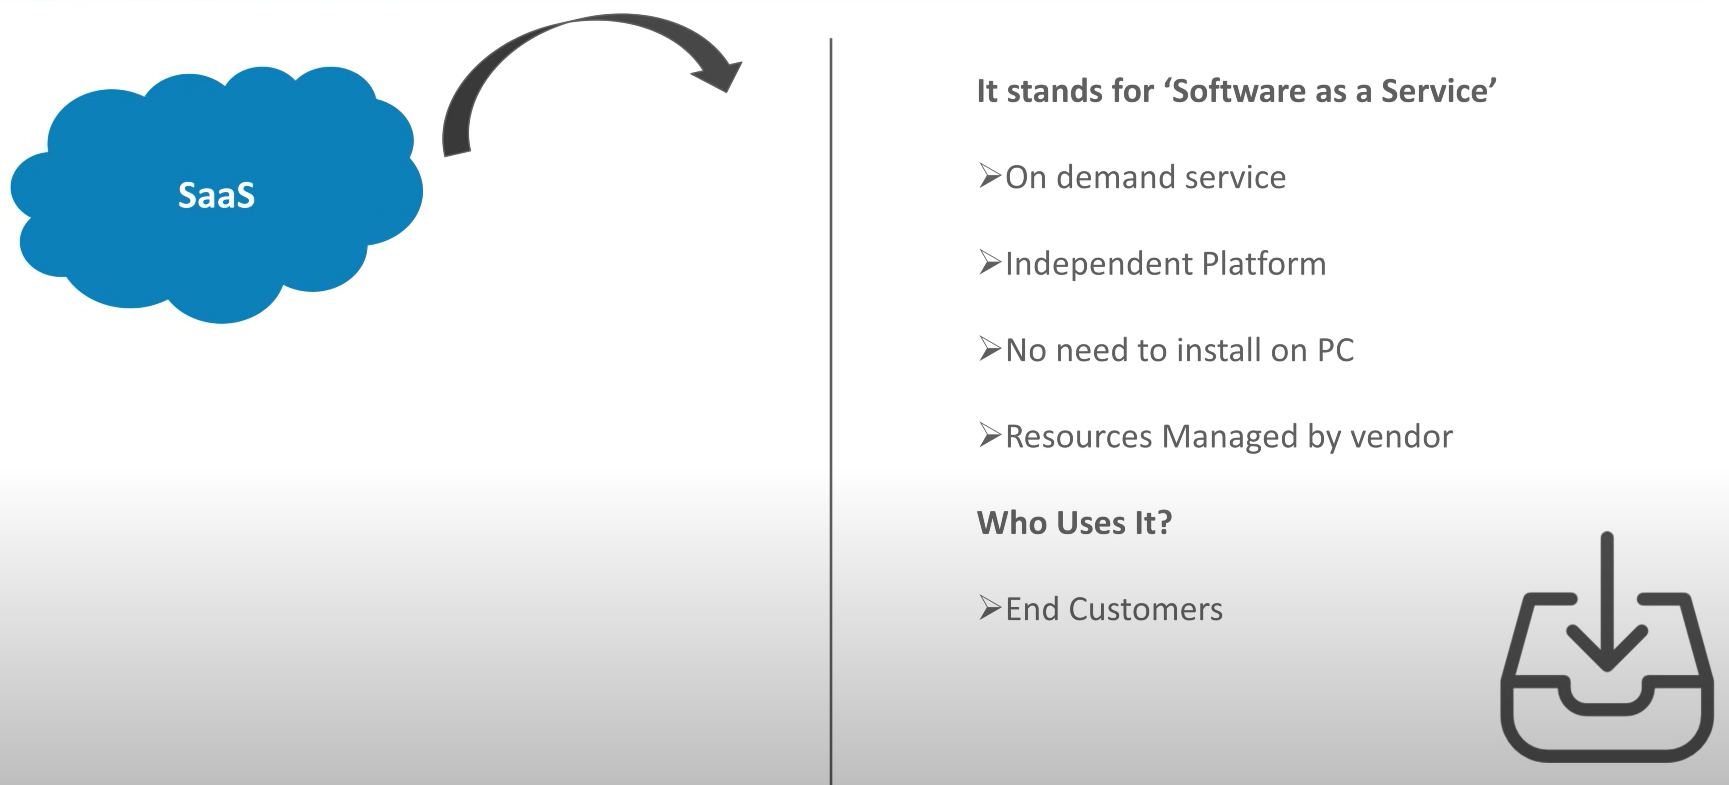 SaaS
It stands for ‘Software as a Service’
➢On demand service
➢Independent Platform
➢No need to install on PC
➢Resources Managed by vendor
Who Uses It?
➢End Customers